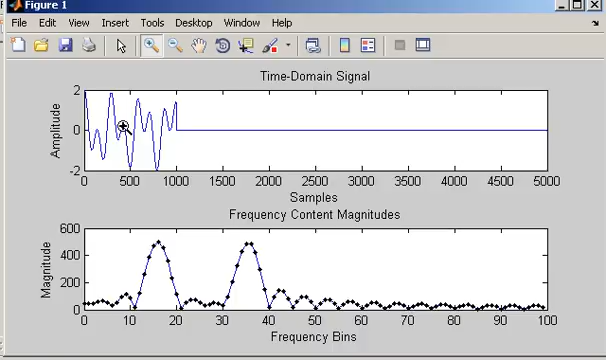 Figure 1
File Edit View Insert Tools Desktop Window Help
Time-Domain Signal
Amplitude
2
0
-2
0 500 1000 1500 2000 2500 3000 3500 4000 4500 5000
Samples
Frequency Content Magnitudes
Magnitude
600
400
200
0
0 10 20 30 40 50 60 70 80 90 100
Frequency Bins